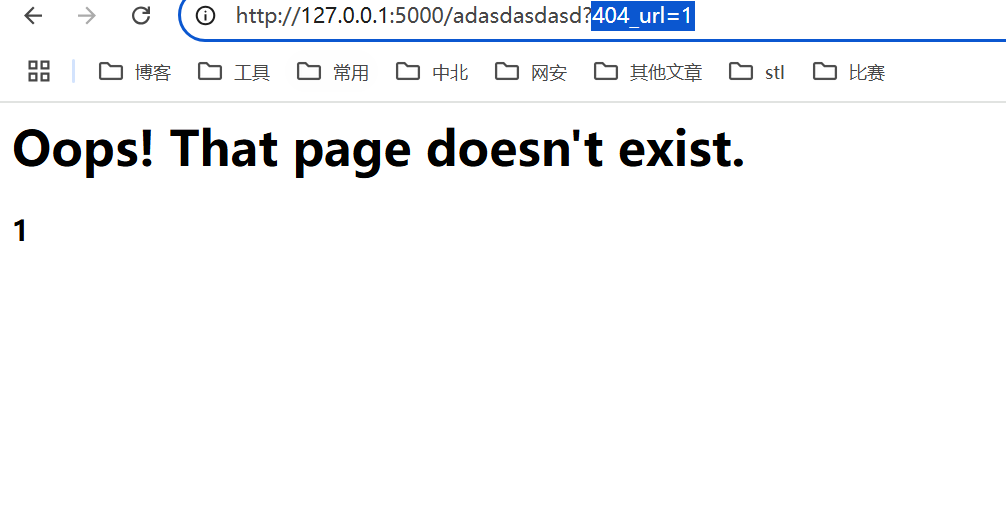 http://127.0.0.1:5000/adasdasdasd?404_url=1
博客 工具 常用 中北 网安 其他文章 stl 比赛
Oops! That page doesn't exist.
1